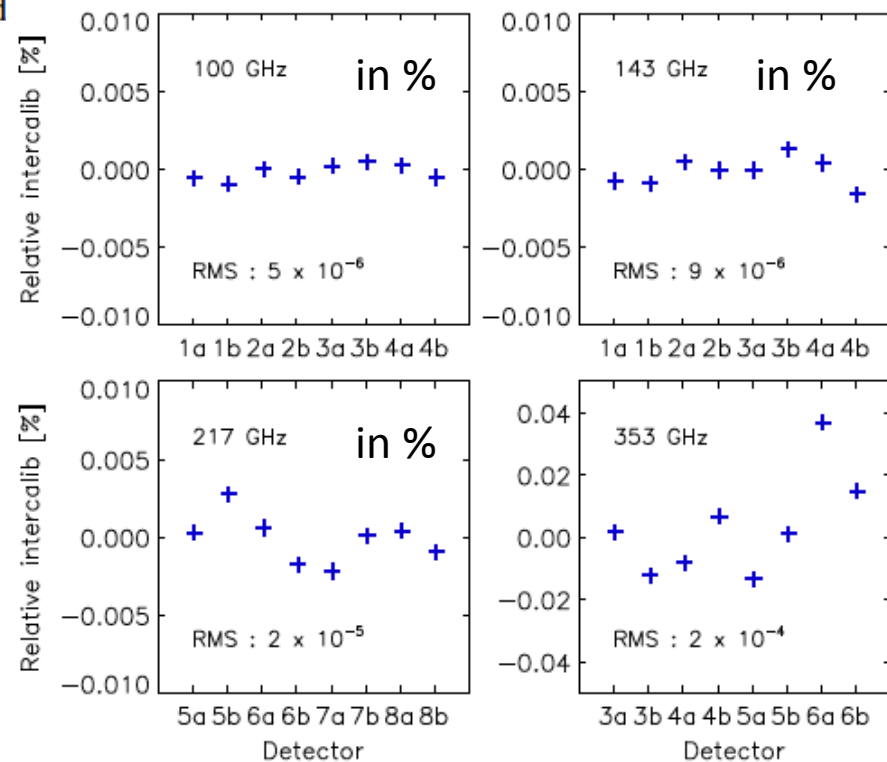 d
Relative intercalib [%]
0.010
0.005
0.000
−0.005
−0.010
100 GHz
in %
RMS : 5 x 10⁻⁶
1a 1b 2a 2b 3a 3b 4a 4b
0.010
0.005
0.000
−0.005
−0.010
143 GHz
in %
RMS : 9 x 10⁻⁶
1a 1b 2a 2b 3a 3b 4a 4b
Relative intercalib [%]
0.010
0.005
0.000
−0.005
−0.010
217 GHz
in %
RMS : 2 x 10⁻⁵
5a 5b 6a 6b 7a 7b 8a 8b
Detector
0.04
0.02
0.00
−0.02
−0.04
353 GHz
RMS : 2 x 10⁻⁴
3a 3b 4a 4b 5a 5b 6a 6b
Detector